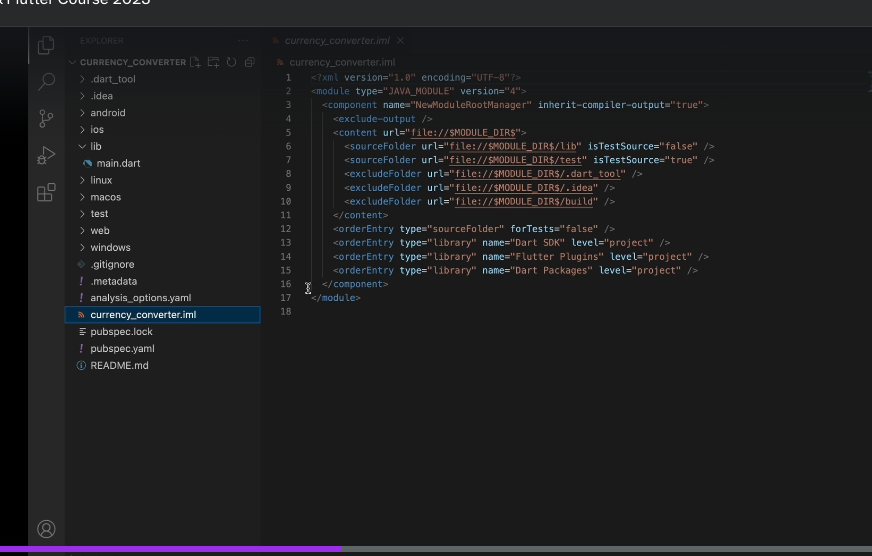 Flutter Course 2023
EXPLORER
CURRENCY_CONVERTER
.dart_tool
.idea
android
ios
lib
main.dart
linux
macos
test
web
windows
.gitignore
.metadata
analysis_options.yaml
currency_converter.iml
pubspec.lock
pubspec.yaml
README.md
currency_converter.iml
currency_converter.iml
1 <?xml version="1.0" encoding="UTF-8"?>
2 <module type="JAVA_MODULE" version="4">
3 <component name="NewModuleRootManager" inherit-compiler-output="true">
4 <exclude-output />
5 <content url="file://$MODULE_DIR$">
6 <sourceFolder url="file://$MODULE_DIR$/lib" isTestSource="false" />
7 <sourceFolder url="file://$MODULE_DIR$/test" isTestSource="true" />
8 <excludeFolder url="file://$MODULE_DIR$/.dart_tool" />
9 <excludeFolder url="file://$MODULE_DIR$/.idea" />
10 <excludeFolder url="file://$MODULE_DIR$/build" />
11 </content>
12 <orderEntry type="sourceFolder" forTests="false" />
13 <orderEntry type="library" name="Dart SDK" level="project" />
14 <orderEntry type="library" name="Flutter Plugins" level="project" />
15 <orderEntry type="library" name="Dart Packages" level="project" />
16 </component>
17 </module>
18